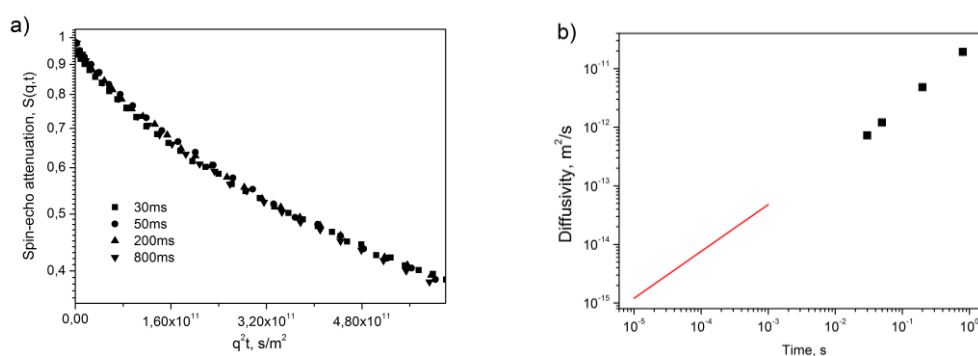 a)
Spin-echo attenuation, S(q,t)
1
0,9
0,8
0,7
0,6
0,5
0,4
30ms
50ms
200ms
800ms
0,00
1,60x10¹¹
3,20x10¹¹
4,80x10¹¹
q²t, s/m²
b)
Diffusivity, m²/s
10⁻¹¹
10⁻¹²
10⁻¹³
10⁻¹⁴
10⁻¹⁵
10⁻⁵
10⁻⁴
10⁻³
10⁻²
10⁻¹
10⁰
Time, s